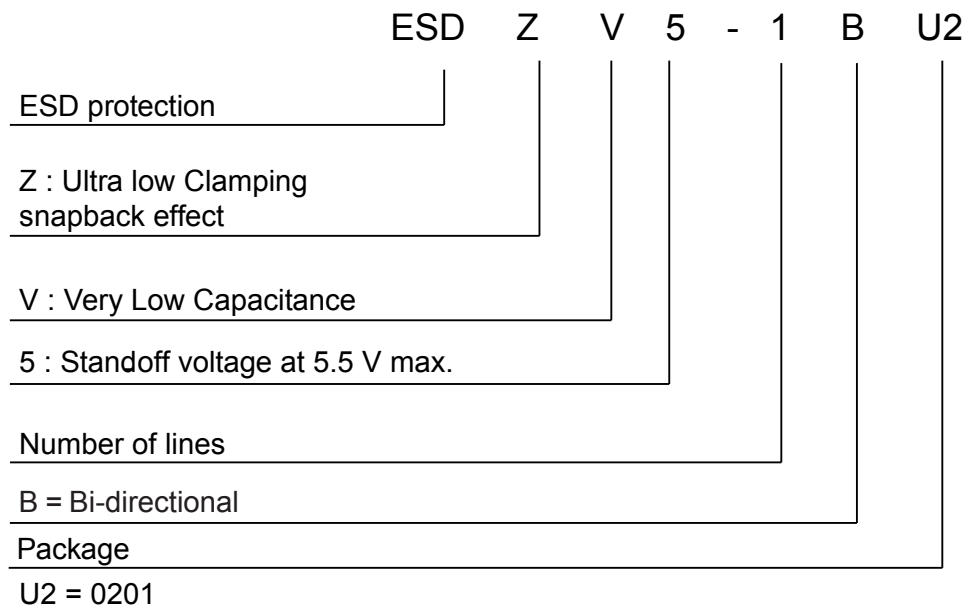 ESD Z V 5 - 1 B U2
ESD protection
Z : Ultra low Clamping
snapback effect
V : Very Low Capacitance
5 : Standoff voltage at 5.5 V max.
Number of lines
B = Bi-directional
Package
U2 = 0201